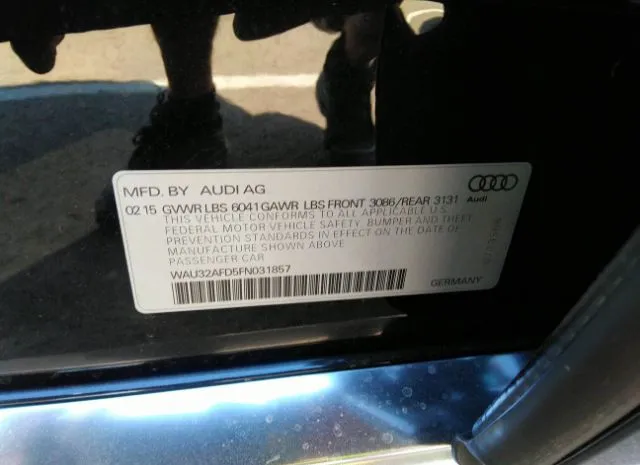 MFD. BY AUDI AG
02 15 GVWR LBS 6041 GAWR LBS FRONT 3086/REAR 3131
THIS VEHICLE CONFORMS TO ALL APPLICABLE
FEDERAL MOTOR VEHICLE SAFETY, BUMPER AND THEFT
PREVENTION STANDARDS IN EFFECT ON THE DATE OF
MANUFACTURE SHOWN ABOVE
PASSENGER CAR
WAU32AFD5FN031857
Audi
GERMANY